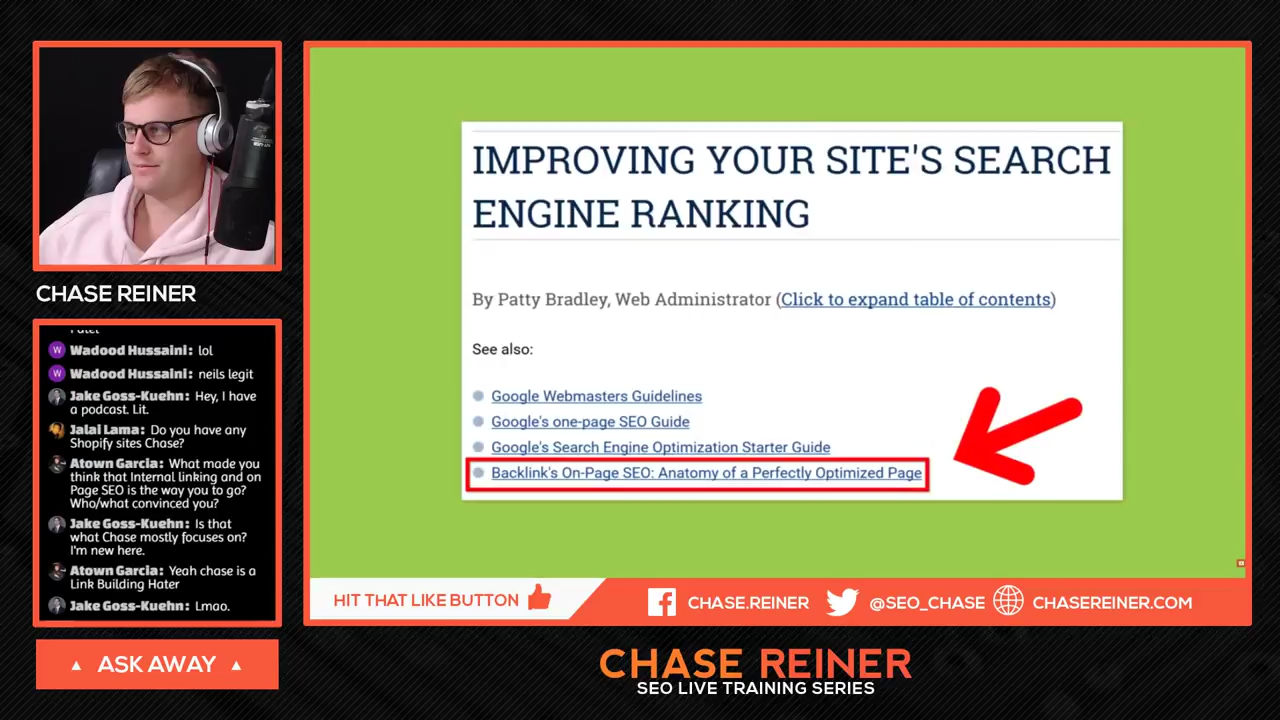 CHASE REINER
Wadood Hussaini: lol
Wadood Hussaini: neils legit
Jake Goss-Kuehn: Hey, I have
a podcast. Lit.
Jalal Lama: Do you have any
Shopify sites Chase?
Atown Garcia: What made you
think that Internal linking and on
Page SEO is the way you to go?
Who/what convinced you?
Jake Goss-Kuehn: Is that
what Chase mostly focuses on?
I'm new here.
Atown Garcia: Yeah chase is a
Link Building Hater
Jake Goss-Kuehn: Lmao.
▲ ASK AWAY ▲
IMPROVING YOUR SITE'S SEARCH
ENGINE RANKING
By Patty Bradley, Web Administrator (Click to expand table of contents)
See also:
Google Webmasters Guidelines
Google's one-page SEO Guide
Google's Search Engine Optimization Starter Guide
Backlink's On-Page SEO: Anatomy of a Perfectly Optimized Page
HIT THAT LIKE BUTTON
CHASE.REINER
@SEO_CHASE
CHASEREINER.COM
CHASE REINER
SEO LIVE TRAINING SERIES